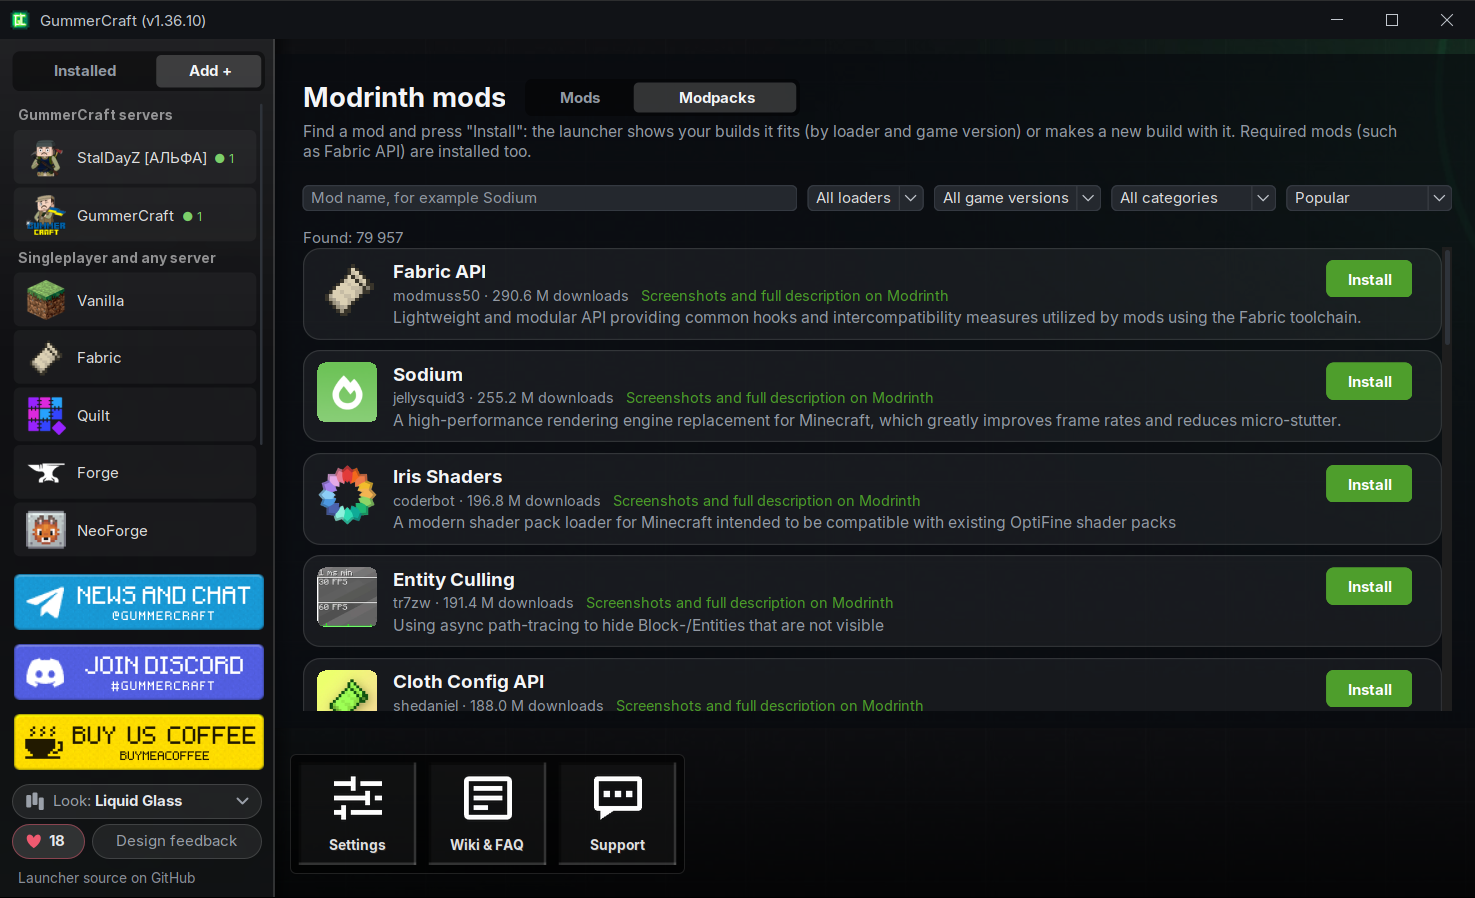 GummerCraft (v1.36.10)
Installed
Add +
GummerCraft servers
StalDayZ [АЛЬФА] 1
GummerCraft 1
Singleplayer and any server
Vanilla
Fabric
Quilt
Forge
NeoForge
NEWS AND CHAT
@GUMMERCRAFT
JOIN DISCORD
#GUMMERCRAFT
BUY US COFFEE
BUYMEACOFFEE
Look: Liquid Glass
18
Design feedback
Launcher source on GitHub
Modrinth mods
Mods
Modpacks
Find a mod and press "Install": the launcher shows your builds it fits (by loader and game version) or makes a new build with it. Required mods (such
as Fabric API) are installed too.
Mod name, for example Sodium
All loaders
All game versions
All categories
Popular
Found: 79 957
Fabric API
modmuss50 · 290.6 M downloads Screenshots and full description on Modrinth
Lightweight and modular API providing common hooks and intercompatibility measures utilized by mods using the Fabric toolchain.
Install
Sodium
jellysquid3 · 255.2 M downloads Screenshots and full description on Modrinth
A high-performance rendering engine replacement for Minecraft, which greatly improves frame rates and reduces micro-stutter.
Install
Iris Shaders
coderbot · 196.8 M downloads Screenshots and full description on Modrinth
A modern shader pack loader for Minecraft intended to be compatible with existing OptiFine shader packs
Install
1 ms min
30 FPS
60 FPS
Entity Culling
tr7zw · 191.4 M downloads Screenshots and full description on Modrinth
Using async path-tracing to hide Block-/Entities that are not visible
Install
Cloth Config API
shedaniel · 188.0 M downloads Screenshots and full description on Modrinth
Install
Settings
Wiki & FAQ
Support